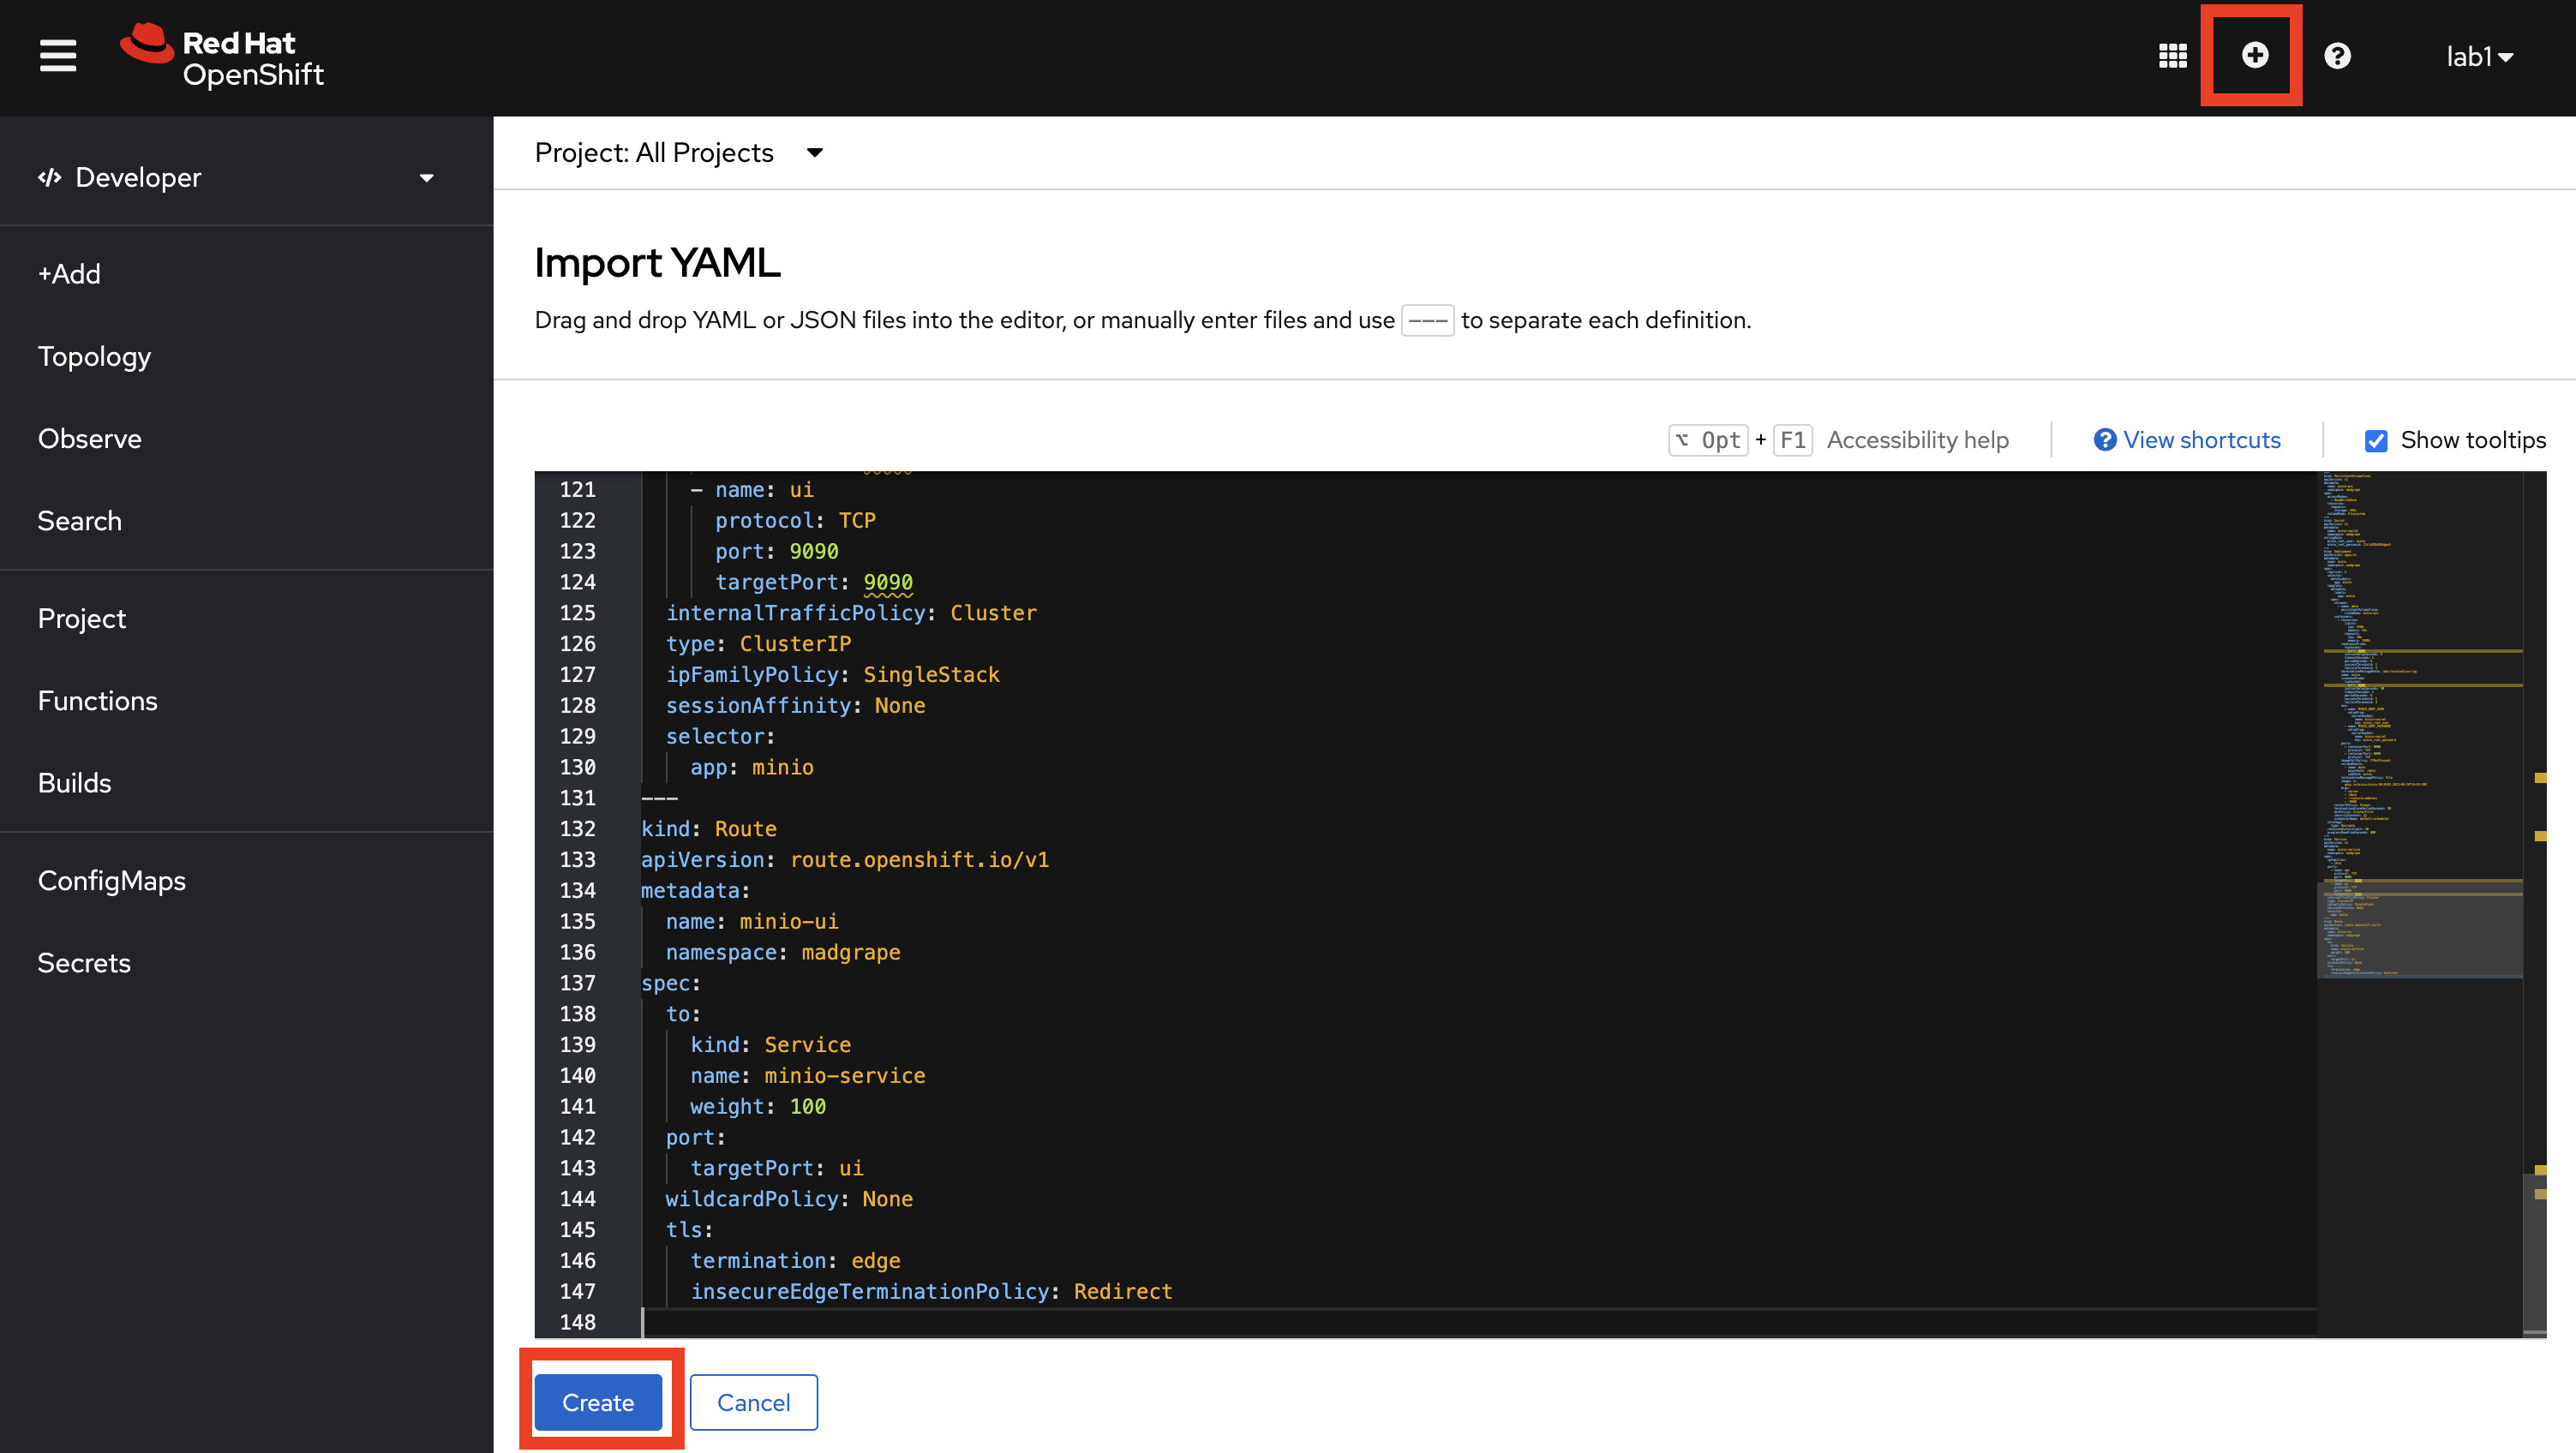 Red Hat
OpenShift
lab1
Developer
+Add
Topology
Observe
Search
Project
Functions
Builds
ConfigMaps
Secrets
Project: All Projects
Import YAML
Drag and drop YAML or JSON files into the editor, or manually enter files and use --- to separate each definition.
⌥ Opt + F1 Accessibility help
View shortcuts
Show tooltips
121 - name: ui
122 protocol: TCP
123 port: 9090
124 targetPort: 9090
125 internalTrafficPolicy: Cluster
126 type: ClusterIP
127 ipFamilyPolicy: SingleStack
128 sessionAffinity: None
129 selector:
130 app: minio
131 ---
132 kind: Route
133 apiVersion: route.openshift.io/v1
134 metadata:
135 name: minio-ui
136 namespace: madgrape
137 spec:
138 to:
139 kind: Service
140 name: minio-service
141 weight: 100
142 port:
143 targetPort: ui
144 wildcardPolicy: None
145 tls:
146 termination: edge
147 insecureEdgeTerminationPolicy: Redirect
148
Create
Cancel